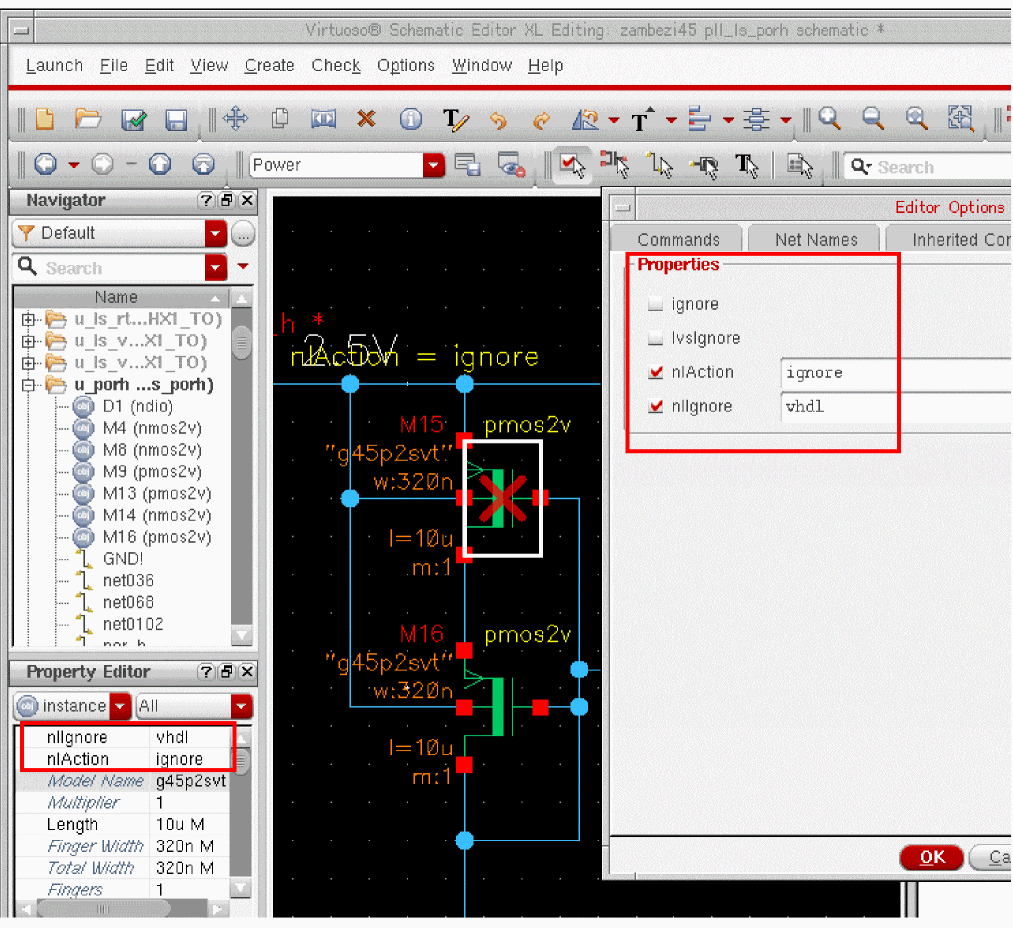 Virtuoso® Schematic Editor XL Editing: zambezi45 pll_ls_porh schematic *
Launch File Edit View Create Check Options Window Help
Power
Search
Navigator
Default
Search
Name
u_ls_rt...HX1_TO)
u_ls_v...X1_TO)
u_ls_v...X1_TO)
u_porh ...s_porh)
D1 (ndio)
M4 (nmos2v)
M8 (nmos2v)
M9 (pmos2v)
M13 (pmos2v)
M14 (nmos2v)
M16 (pmos2v)
GND!
net036
net068
net0102
por_h
Property Editor
instance All
nlIgnore vhdl
nlAction ignore
Model Name g45p2svt
Multiplier 1
Length 10u M
Finger Width 320n M
Total Width 320n M
Fingers 1
_h *
2.5V
nlAction = ignore
M15 pmos2v
"g45p2svt"
w:320n
l=10u
m:1
M16 pmos2v
"g45p2svt"
w:320n
l=10u
m:1
Editor Options
Commands Net Names Inherited Con
Properties
ignore
lvsIgnore
nlAction ignore
nlIgnore vhdl
OK Ca